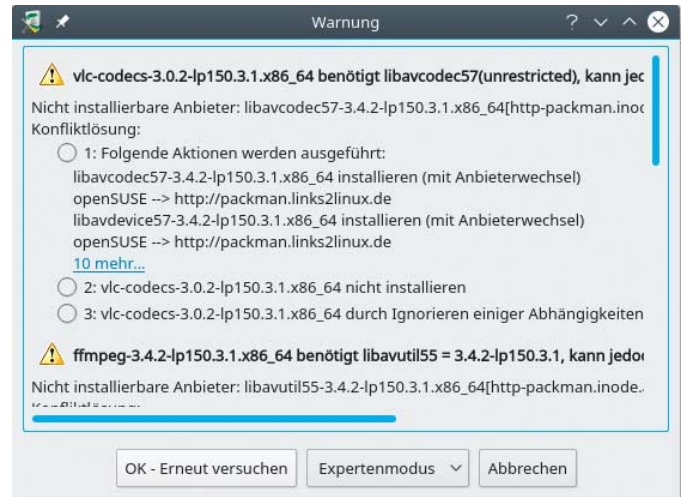 Warnung
vlc-codecs-3.0.2-lp150.3.1.x86_64 benötigt libavcodec57(unrestricted), kann jed
Nicht installierbare Anbieter: libavcodec57-3.4.2-lp150.3.1.x86_64[http-packman.inod
Konfliktlösung:
1: Folgende Aktionen werden ausgeführt:
libavcodec57-3.4.2-lp150.3.1.x86_64 installieren (mit Anbieterwechsel)
openSUSE --> http://packman.links2linux.de
libavdevice57-3.4.2-lp150.3.1.x86_64 installieren (mit Anbieterwechsel)
openSUSE --> http://packman.links2linux.de
10 mehr...
2: vlc-codecs-3.0.2-lp150.3.1.x86_64 nicht installieren
3: vlc-codecs-3.0.2-lp150.3.1.x86_64 durch Ignorieren einiger Abhängigkeiten
ffmpeg-3.4.2-lp150.3.1.x86_64 benötigt libavutil55 = 3.4.2-lp150.3.1, kann jedo
Nicht installierbare Anbieter: libavutil55-3.4.2-lp150.3.1.x86_64[http-packman.inode.
OK - Erneut versuchen
Expertenmodus
Abbrechen